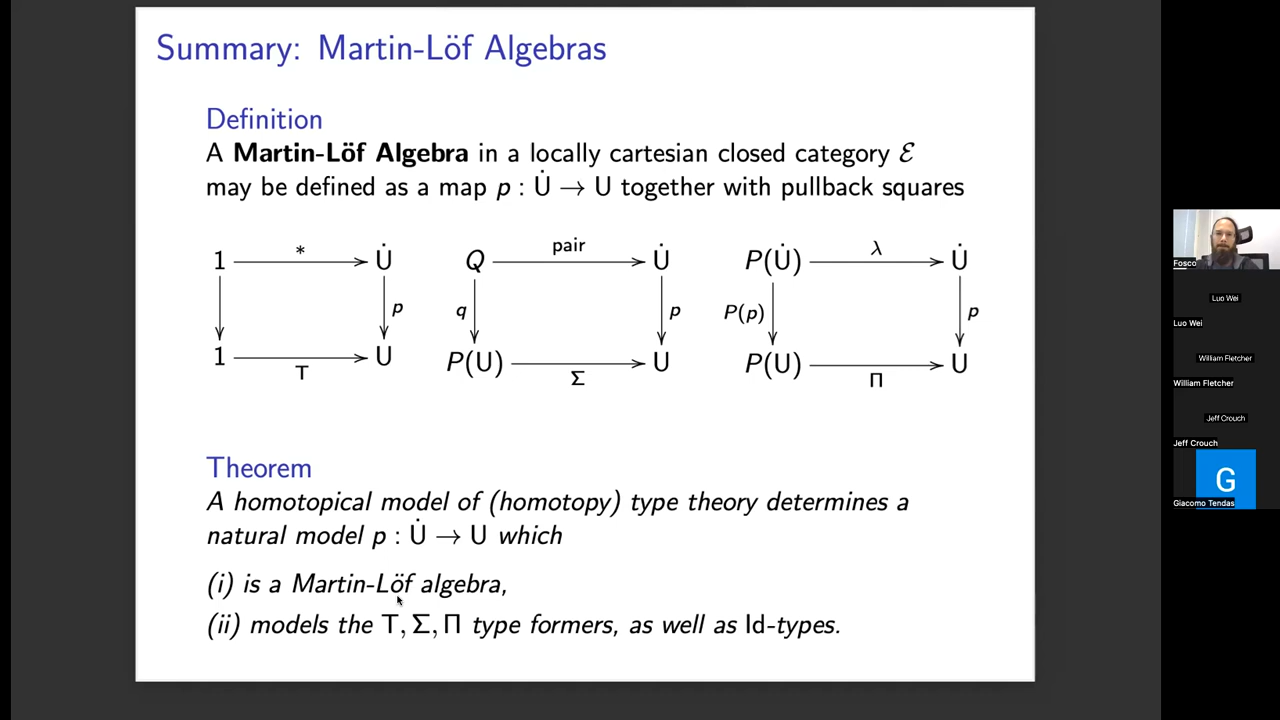 Summary: Martin-Löf Algebras
Definition
A Martin-Löf Algebra in a locally cartesian closed category ℰ
may be defined as a map p : U̇ → U together with pullback squares
1 * U̇
p
1 T U
Q pair U̇
q p
P(U) Σ U
P(U̇) λ U̇
P(p) p
P(U) Π U
Theorem
A homotopical model of (homotopy) type theory determines a
natural model p : U̇ → U which
(i) is a Martin-Löf algebra,
(ii) models the T, Σ, Π type formers, as well as Id-types.
Fosco
Luo Wei
Luo Wei
William Fletcher
William Fletcher
Jeff Crouch
Jeff Crouch
G
Giacomo Tendas